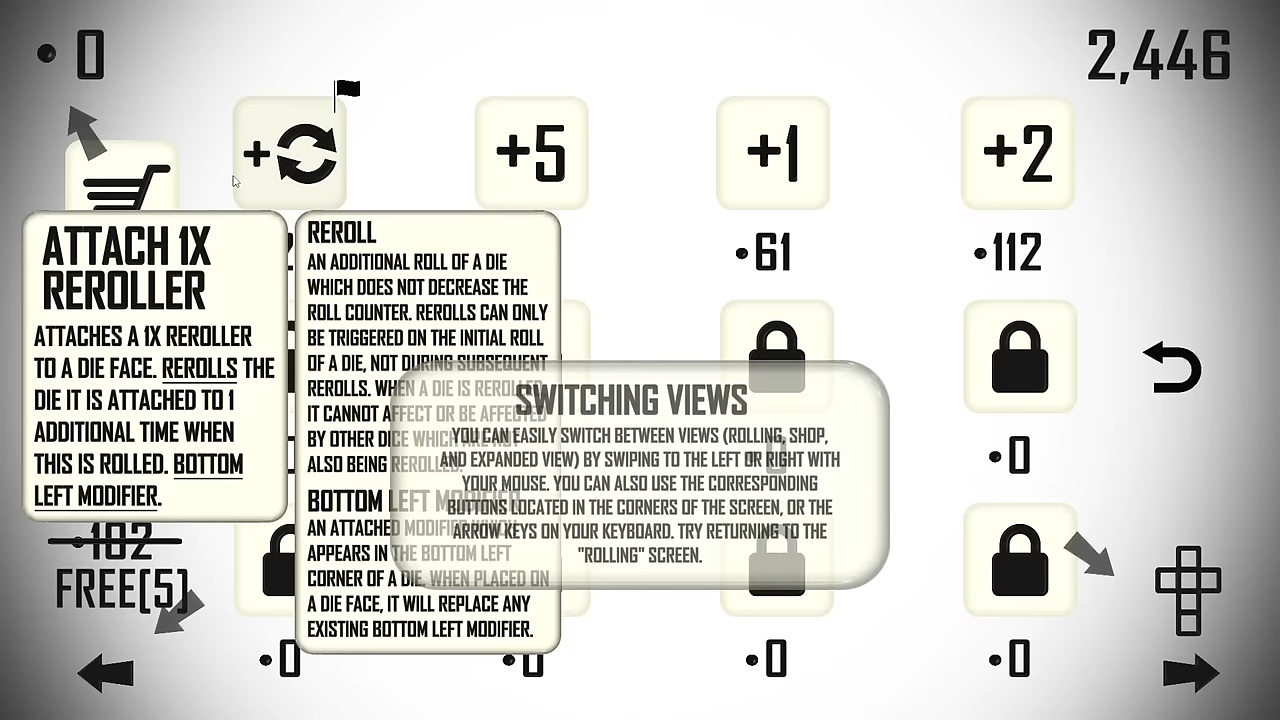 0
2,446
+
+5
+1
+2
61
112
ATTACH 1X
REROLLER
ATTACHES A 1X REROLLER
TO A DIE FACE. REROLLS THE
DIE IT IS ATTACHED TO 1
ADDITIONAL TIME WHEN
THIS IS ROLLED. BOTTOM
LEFT MODIFIER.
REROLL
AN ADDITIONAL ROLL OF A DIE
WHICH DOES NOT DECREASE THE
ROLL COUNTER. REROLLS CAN ONLY
BE TRIGGERED ON THE INITIAL ROLL
OF A DIE, NOT DURING SUBSEQUENT
REROLLS. WHEN A DIE IS REROLLED,
IT CANNOT AFFECT OR BE AFFECTED
BY OTHER DICE WHICH ARE NOT
ALSO BEING REROLLED.
BOTTOM LEFT MODIFIER
AN ATTACHED MODIFIER WHICH
APPEARS IN THE BOTTOM LEFT
CORNER OF A DIE. WHEN PLACED ON
A DIE FACE, IT WILL REPLACE ANY
EXISTING BOTTOM LEFT MODIFIER.
SWITCHING VIEWS
YOU CAN EASILY SWITCH BETWEEN VIEWS (ROLLING, SHOP,
AND EXPANDED VIEW) BY SWIPING TO THE LEFT OR RIGHT WITH
YOUR MOUSE. YOU CAN ALSO USE THE CORRESPONDING
BUTTONS LOCATED IN THE CORNERS OF THE SCREEN, OR THE
ARROW KEYS ON YOUR KEYBOARD. TRY RETURNING TO THE
"ROLLING" SCREEN.
0
0
102
FREE(5)
0
0
0
0